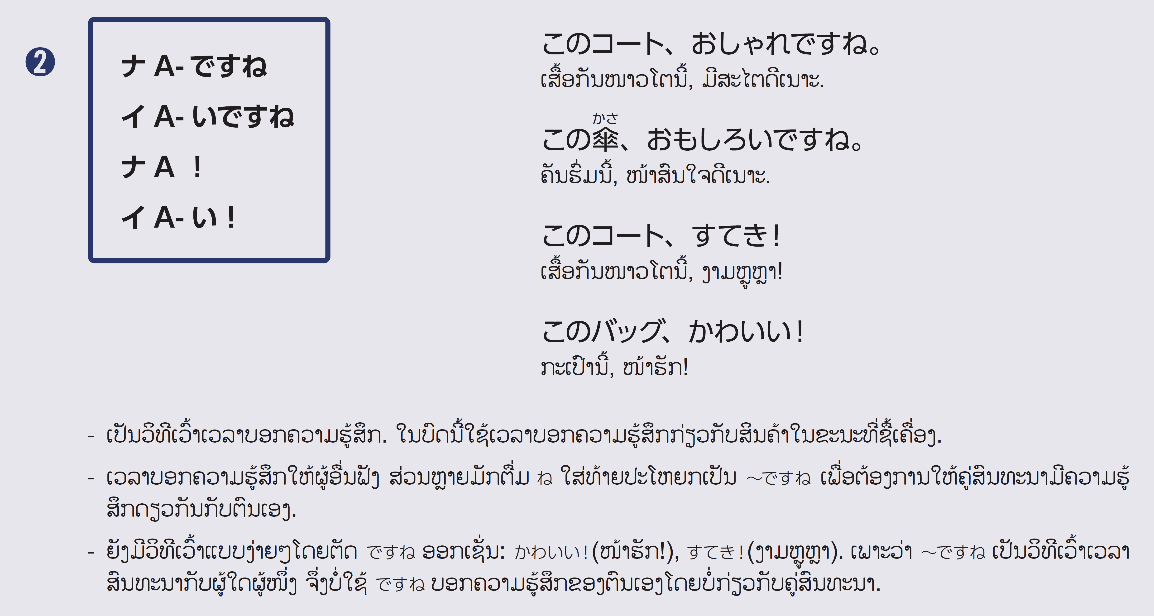 2
ナ A- ですね
イ A- いですね
ナ A !
イ A- い !
このコート、おしゃれですね。
ເສື້ອກັນໜາວໂຕນີ້, ມີສະໄຕດີເນາະ.
かさ
この傘、おもしろいですね。
ຄັນຮົ່ມນີ້, ໜ້າສົນໃຈດີເນາະ.
このコート、すてき!
ເສື້ອກັນໜາວໂຕນີ້, ງາມຫຼູຫຼາ!
このバッグ、かわいい!
ກະເປົານີ້, ໜ້າຮັກ!
- ເປັນວິທີເວົ້າເວລາບອກຄວາມຮູ້ສຶກ. ໃນບົດນີ້ໃຊ້ເວລາບອກຄວາມຮູ້ສຶກກ່ຽວກັບສິນຄ້າໃນຂະນະທີ່ຊື້ເຄື່ອງ.
- ເວລາບອກຄວາມຮູ້ສຶກໃຫ້ຜູ້ອື່ນຟັງ ສ່ວນຫຼາຍມັກຕື່ມ ね ໃສ່ທ້າຍປະໂຫຍກເປັນ ～ですね ເພື່ອຕ້ອງການໃຫ້ຄູ່ສົນທະນາມີຄວາມຮູ້
ສຶກດຽວກັນກັບຕົນເອງ.
- ຍັງມີວິທີເວົ້າແບບງ່າຍໆໂດຍຕັດ ですね ອອກເຊັ່ນ: かわいい!(ໜ້າຮັກ!), すてき!(ງາມຫຼູຫຼາ). ເພາະວ່າ ～ですね ເປັນວິທີເວົ້າເວລາ
ສົນທະນາກັບຜູ້ໃດຜູ້ໜຶ່ງ ຈຶ່ງບໍ່ໃຊ້ ですね ບອກຄວາມຮູ້ສຶກຂອງຕົນເອງໂດຍບໍ່ກ່ຽວກັບຄູ່ສົນທະນາ.